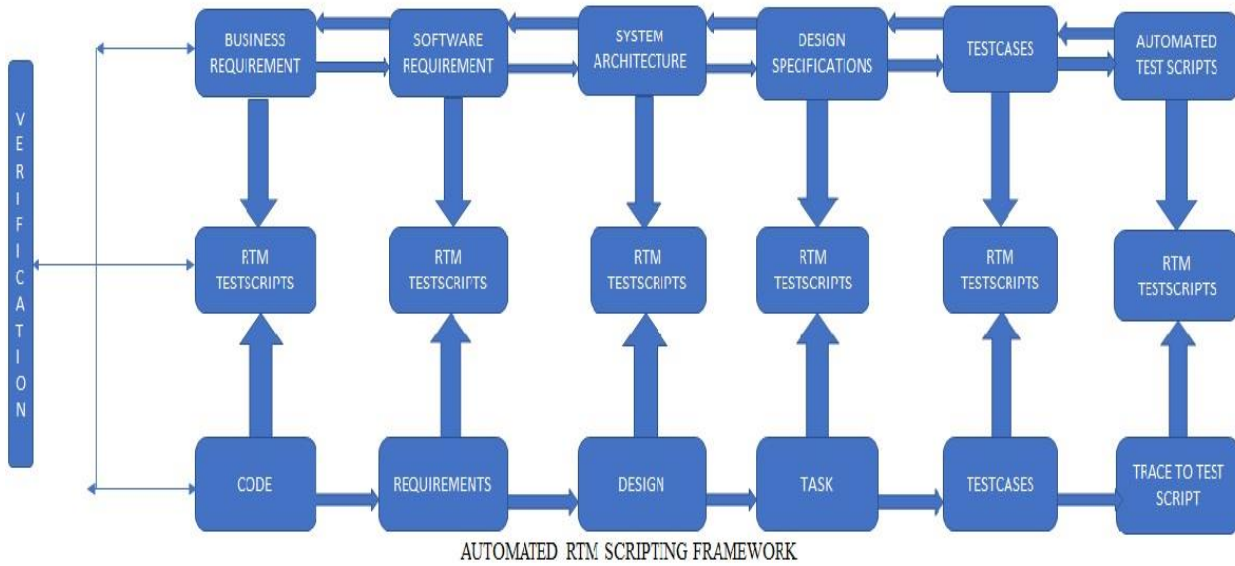 VERIFICATION
BUSINESS
REQUIREMENT
SOFTWARE
REQUIREMENT
SYSTEM
ARCHITECTURE
DESIGN
SPECIFICATIONS
TESTCASES
AUTOMATED
TEST SCRIPTS
RTM
TESTSCRIPTS
RTM
TESTSCRIPTS
RTM
TESTSCRIPTS
RTM
TESTSCRIPTS
RTM
TESTSCRIPTS
RTM
TESTSCRIPTS
CODE
REQUIREMENTS
DESIGN
TASK
TESTCASES
TRACE TO TEST
SCRIPT
AUTOMATED RTM SCRIPTING FRAMEWORK